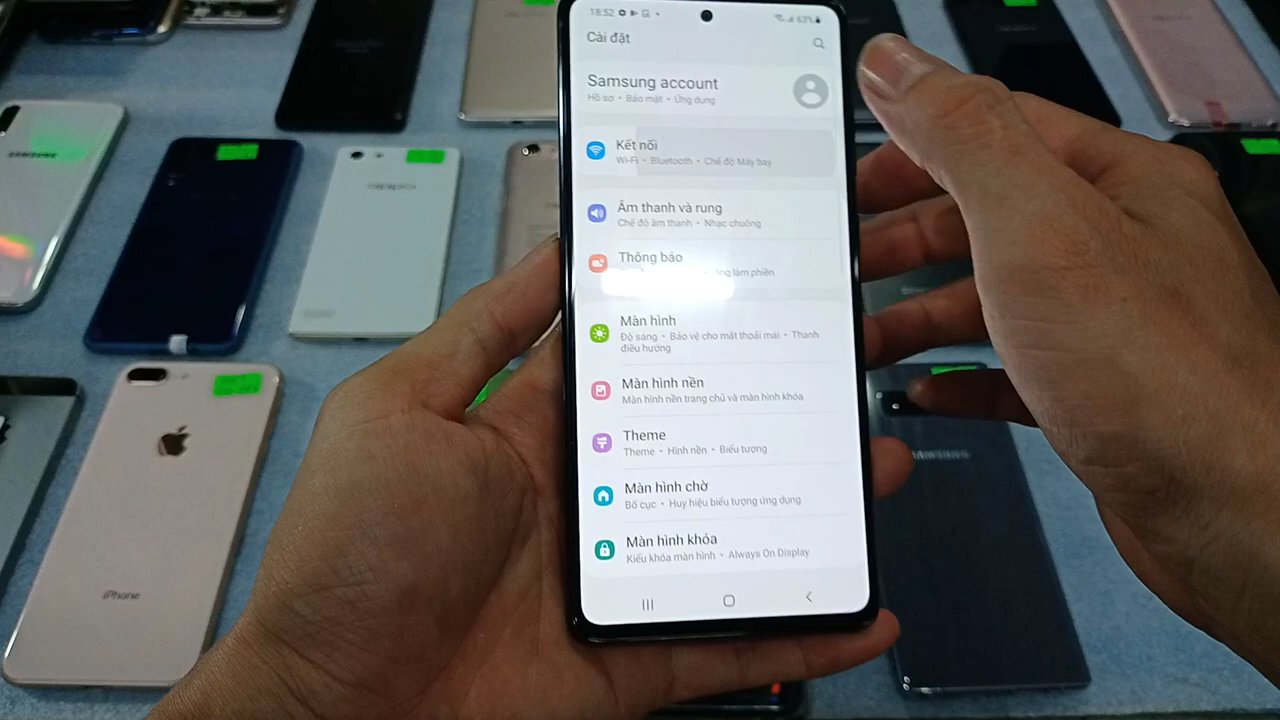 18:52
63%
Cài đặt
Samsung account
Hồ sơ • Bảo mật • Ứng dụng
Kết nối
Wi-Fi • Bluetooth • Chế độ Máy bay
Âm thanh và rung
Chế độ âm thanh • Nhạc chuông
Thông báo
làm phiền
Màn hình
Độ sáng • Bảo vệ cho mắt thoải mái • Thanh
điều hướng
Màn hình nền
Màn hình nền trang chủ và màn hình khóa
Theme
Theme • Hình nền • Biểu tượng
Màn hình chờ
Bố cục • Huy hiệu biểu tượng ứng dụng
Màn hình khóa
Kiểu khóa màn hình • Always On Display
SAMSUNG
iPhone
SAMSUNG